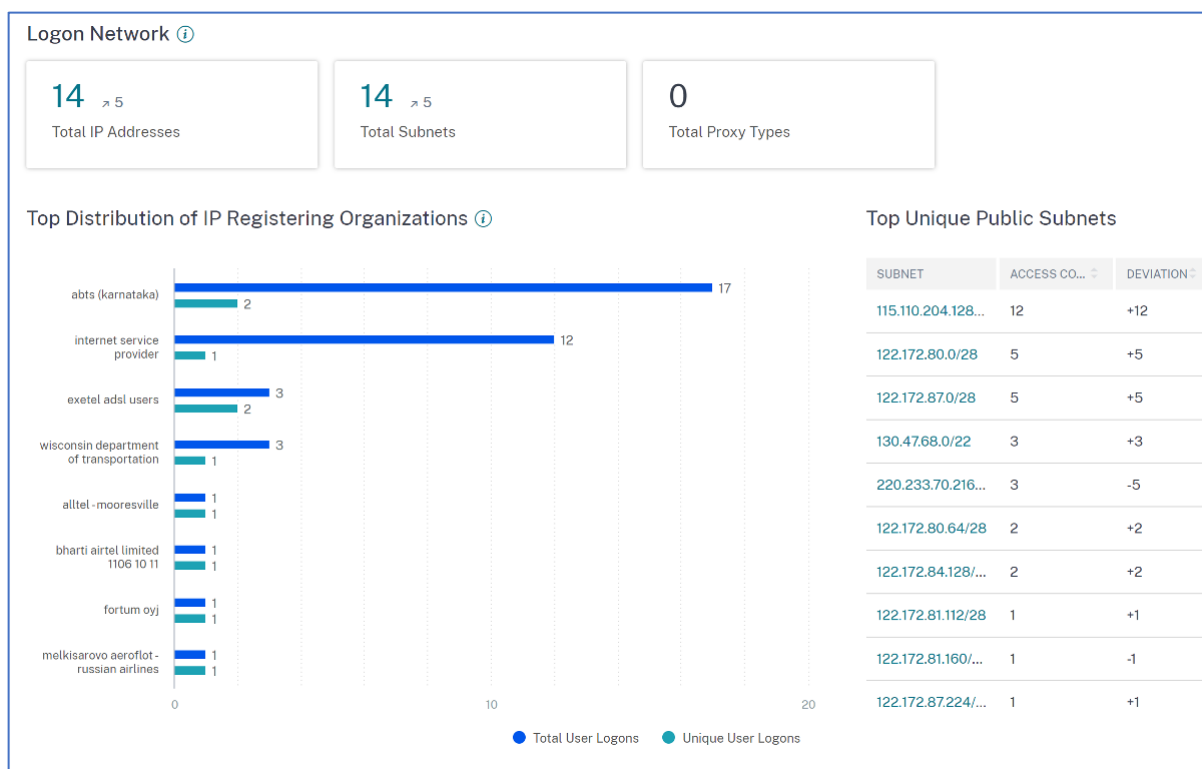 Logon Network
14 ↗ 5
Total IP Addresses
14 ↗ 5
Total Subnets
0
Total Proxy Types
Top Distribution of IP Registering Organizations
abts (karnataka)
17
2
internet service
provider
12
1
exetel adsl users
3
2
wisconsin department
of transportation
3
1
alltel - mooresville
1
1
bharti airtel limited
1106 10 11
1
1
fortum oyj
1
1
melkisarovo aeroflot -
russian airlines
1
1
0 10 20
Total User Logons Unique User Logons
Top Unique Public Subnets
SUBNET ACCESS CO... DEVIATION
115.110.204.128... 12 +12
122.172.80.0/28 5 +5
122.172.87.0/28 5 +5
130.47.68.0/22 3 +3
220.233.70.216... 3 -5
122.172.80.64/28 2 +2
122.172.84.128/... 2 +2
122.172.81.112/28 1 +1
122.172.81.160/... 1 -1
122.172.87.224/... 1 +1